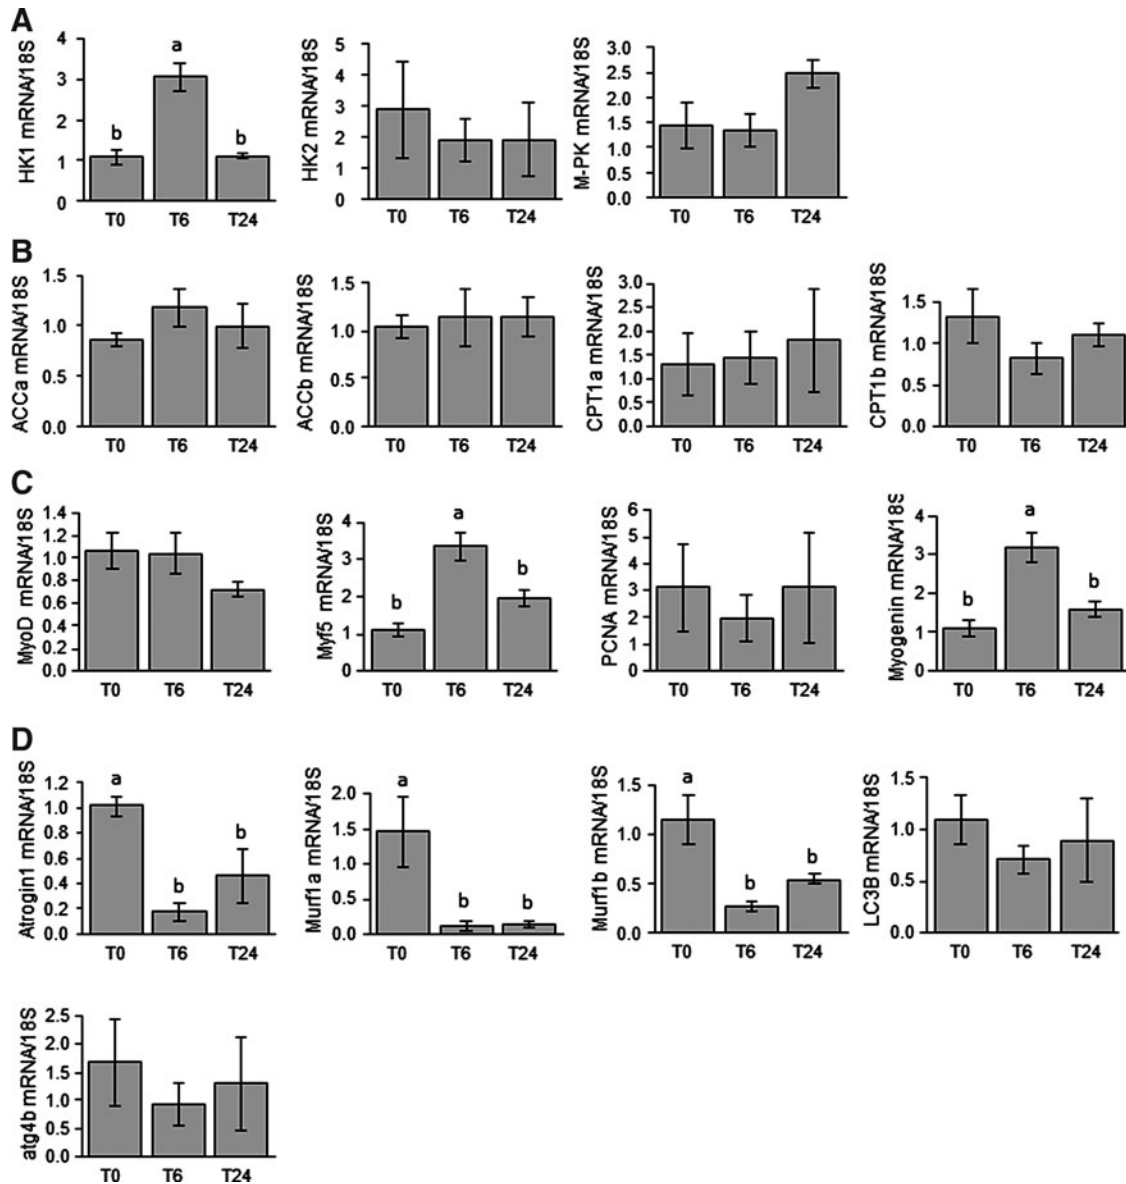 A
HK1 mRNA/18S
4
3
2
1
0
b
a
b
T0 T6 T24
HK2 mRNA/18S
5
4
3
2
1
0
T0 T6 T24
M-PK mRNA/18S
3.0
2.5
2.0
1.5
1.0
0.5
0.0
T0 T6 T24
B
ACCa mRNA/18S
1.5
1.0
0.5
0.0
T0 T6 T24
ACCb mRNA/18S
1.5
1.0
0.5
0.0
T0 T6 T24
CPT1a mRNA/18S
3.0
2.5
2.0
1.5
1.0
0.5
0.0
T0 T6 T24
CPT1b mRNA/18S
1.5
1.0
0.5
0.0
T0 T6 T24
C
MyoD mRNA/18S
1.4
1.2
1.0
0.8
0.6
0.4
0.2
0.0
T0 T6 T24
Myf5 mRNA/18S
4
3
2
1
0
b
a
b
T0 T6 T24
PCNA mRNA/18S
6
5
4
3
2
1
0
T0 T6 T24
Myogenin mRNA/18S
4
3
2
1
0
b
a
b
T0 T6 T24
D
Atrogin1 mRNA/18S
1.2
1.0
0.8
0.6
0.4
0.2
0.0
a
b
b
T0 T6 T24
Murf1a mRNA/18S
2.0
1.5
1.0
0.5
0.0
a
b
b
T0 T6 T24
Murf1b mRNA/18S
1.5
1.0
0.5
0.0
a
b
b
T0 T6 T24
LC3B mRNA/18S
1.5
1.0
0.5
0.0
T0 T6 T24
atg4b mRNA/18S
2.5
2.0
1.5
1.0
0.5
0.0
T0 T6 T24